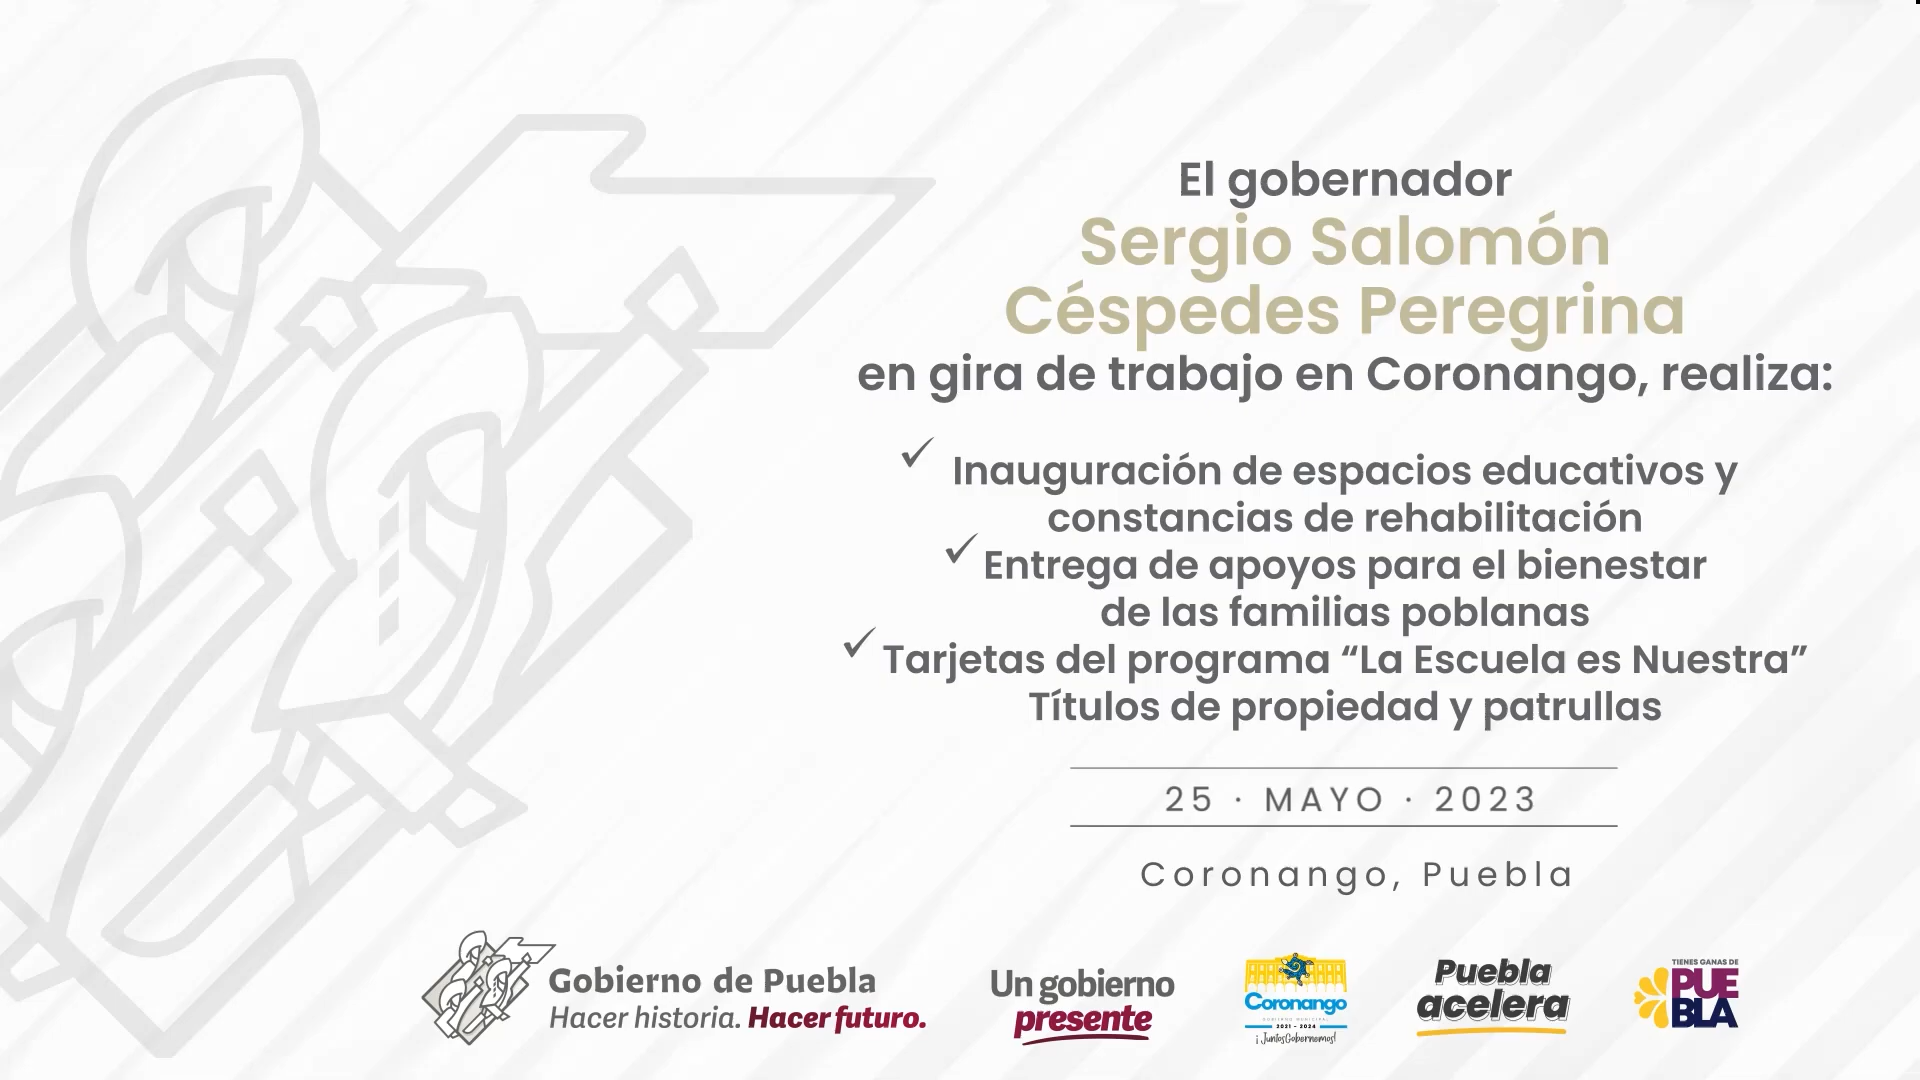 El gobernador
Sergio Salomón
Céspedes Peregrina
en gira de trabajo en Coronango, realiza:
✓ Inauguración de espacios educativos y
constancias de rehabilitación
✓ Entrega de apoyos para el bienestar
de las familias poblanas
✓ Tarjetas del programa “La Escuela es Nuestra”
Títulos de propiedad y patrullas
25 · MAYO · 2023
Coronango, Puebla
Gobierno de Puebla
Hacer historia. Hacer futuro.
Un gobierno
presente
Coronango
GOBIERNO MUNICIPAL
2021 - 2024
¡JuntosGobernemos!
Puebla
acelera
TIENES GANAS DE
PUE
BLA